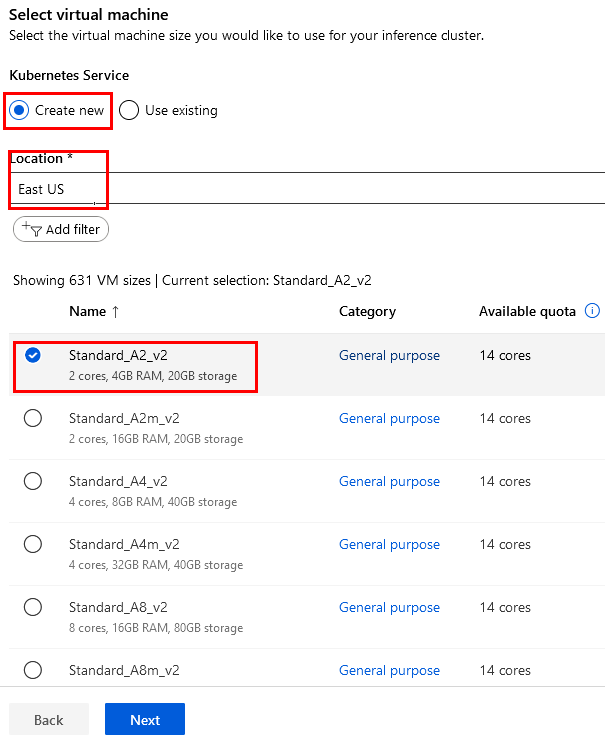 Select virtual machine
Select the virtual machine size you would like to use for your inference cluster.
Kubernetes Service
Create new Use existing
Location *
East US
Add filter
Showing 631 VM sizes | Current selection: Standard_A2_v2
Name ↑ Category Available quota
Standard_A2_v2 General purpose 14 cores
2 cores, 4GB RAM, 20GB storage
Standard_A2m_v2 General purpose 14 cores
2 cores, 16GB RAM, 20GB storage
Standard_A4_v2 General purpose 14 cores
4 cores, 8GB RAM, 40GB storage
Standard_A4m_v2 General purpose 14 cores
4 cores, 32GB RAM, 40GB storage
Standard_A8_v2 General purpose 14 cores
8 cores, 16GB RAM, 80GB storage
Standard_A8m_v2 General purpose 14 cores
Back Next